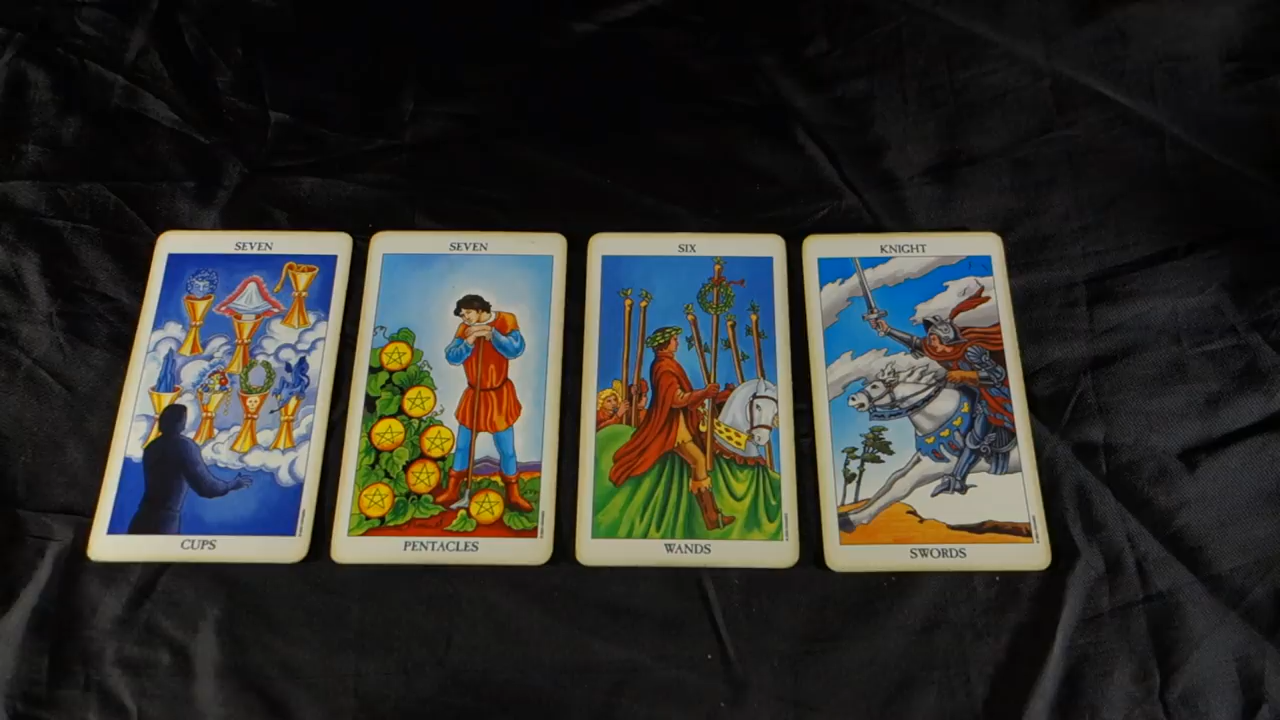 SEVEN
CUPS
SEVEN
PENTACLES
SIX
WANDS
KNIGHT
SWORDS